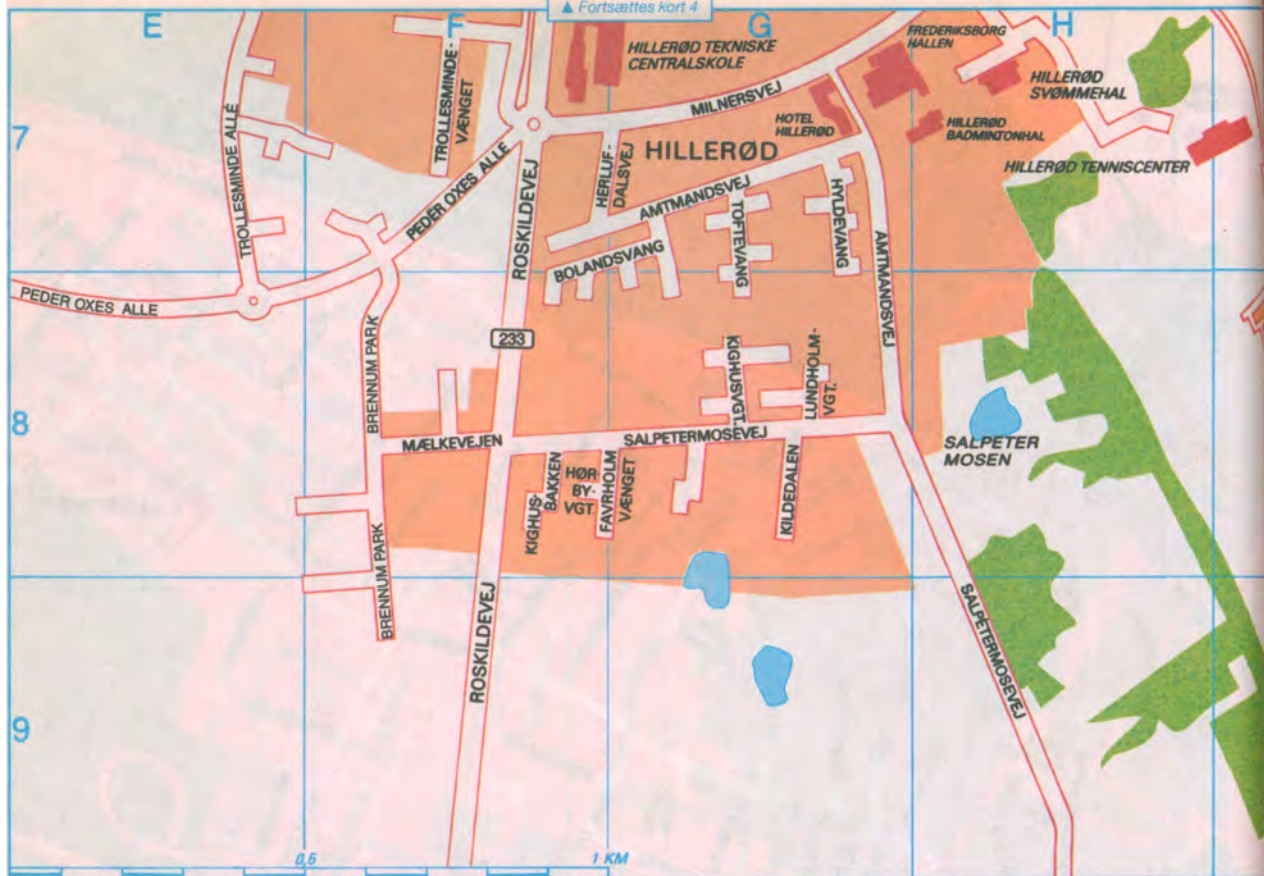 ▲ Fortsættes kort 4
E
F
G
H
7
8
9
HILLERØD TEKNISKE
CENTRALSKOLE
FREDERIKSBORG
HALLEN
HILLERØD
SVØMMEHAL
HILLERØD
BADMINTONHAL
HILLERØD TENNISCENTER
HOTEL
HILLERØD
HILLERØD
MILNERSVEJ
TROLLESMINDE-
VÆNGET
TROLLESMINDE ALLÉ
TROLLESMINDE ALLÉ
PEDER OXES ALLE
PEDER OXES ALLE
ROSKILDEVEJ
HERLUF-
DALSVEJ
AMTMANDSVEJ
BOLANDSVANG
TOFTEVANG
HYLDEVANG
AMTMANDSVEJ
233
BRENNUM PARK
KIGHUSVGT.
LUNDHOLM-
VGT.
MÆLKEVEJEN
SALPETERMOSEVEJ
SALPETER
MOSEN
KIGHUS-
BAKKEN
HØR-
BY-
VGT.
FAVRHOLM
VÆNGET
KILDEDALEN
BRENNUM PARK
ROSKILDEVEJ
SALPETERMOSEVEJ
0,5
1 KM